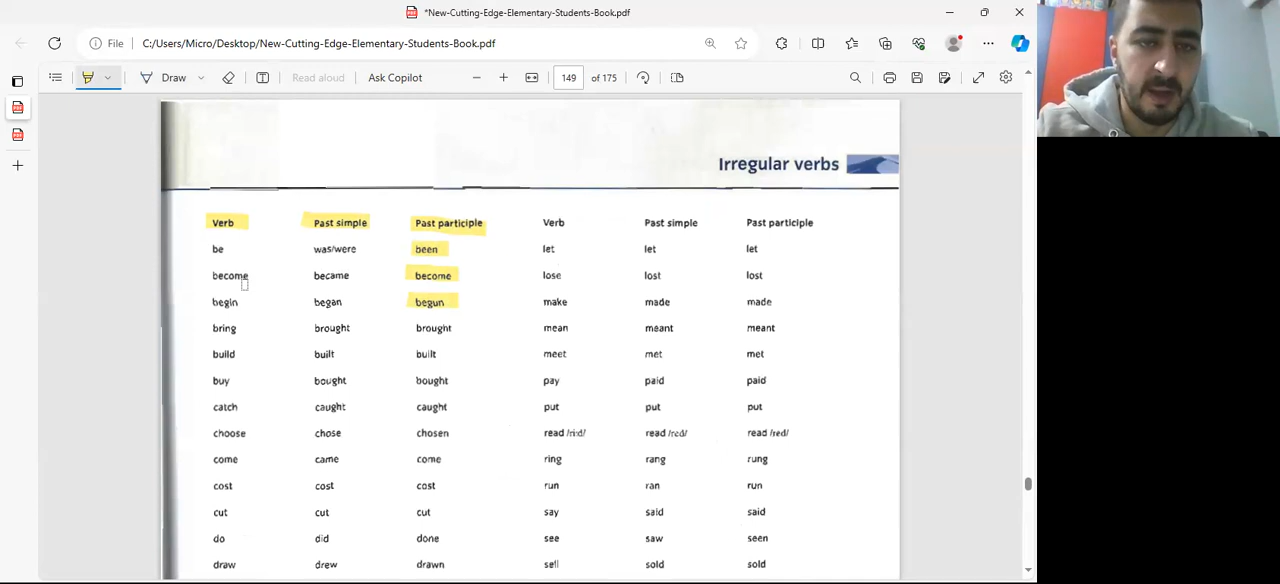 *New-Cutting-Edge-Elementary-Students-Book.pdf
File C:/Users/Micro/Desktop/New-Cutting-Edge-Elementary-Students-Book.pdf
Draw Read aloud Ask Copilot 149 of 175
Irregular verbs
Verb Past simple Past participle Verb Past simple Past participle
be was/were been let let let
become became become lose lost lost
begin began begun make made made
bring brought brought mean meant meant
build built built meet met met
buy bought bought pay paid paid
catch caught caught put put put
choose chose chosen read /riːd/ read /red/ read /red/
come came come ring rang rung
cost cost cost run ran run
cut cut cut say said said
do did done see saw seen
draw drew drawn sell sold sold